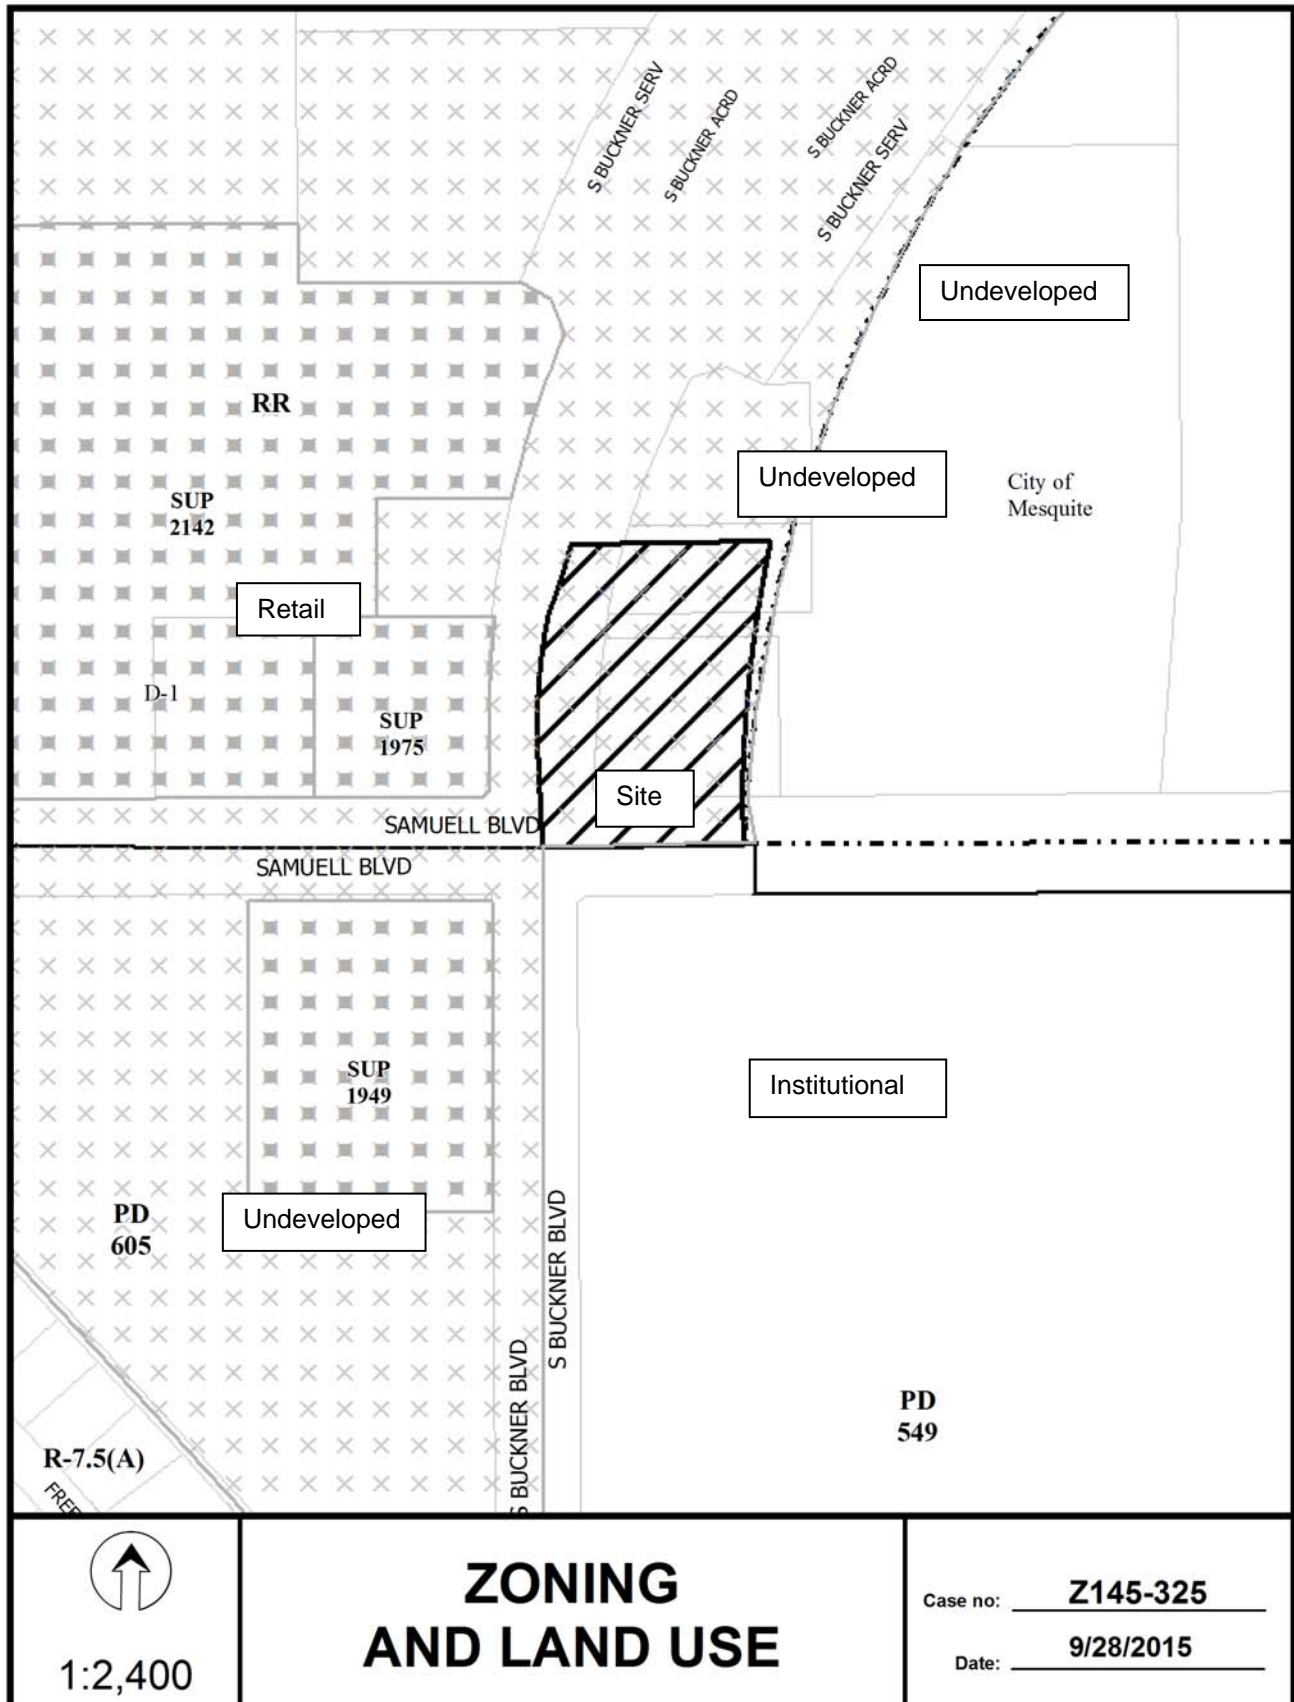 S BUCKNER SERV
S BUCKNER ACRD
S BUCKNER ACRD
S BUCKNER SERV
Undeveloped
RR
Undeveloped
City of
Mesquite
SUP
2142
Retail
D-1
SUP
1975
Site
SAMUELL BLVD
SAMUELL BLVD
SUP
1949
Institutional
PD
605
Undeveloped
S BUCKNER BLVD
S BUCKNER BLVD
PD
549
R-7.5(A)
1:2,400
ZONING
AND LAND USE
Case no: Z145-325
Date: 9/28/2015